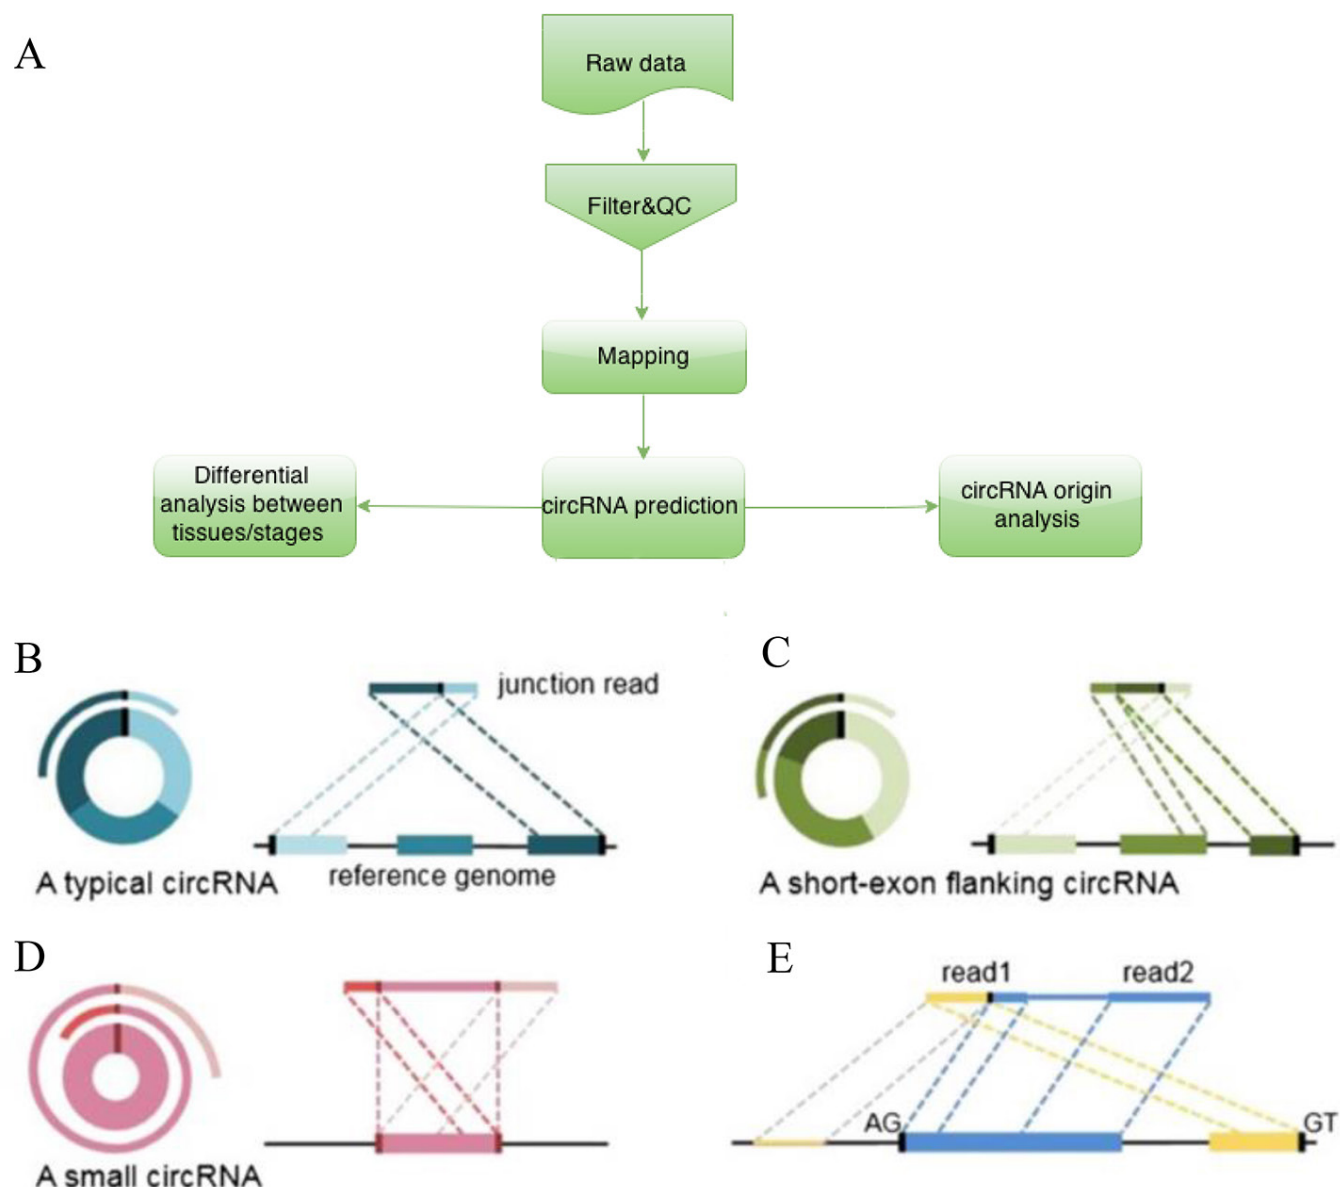 A
Raw data
Filter&QC
Mapping
Differential
analysis between
tissues/stages
circRNA prediction
circRNA origin
analysis
B
junction read
reference genome
A typical circRNA
C
A short-exon flanking circRNA
D
A small circRNA
E
read1
read2
AG
GT